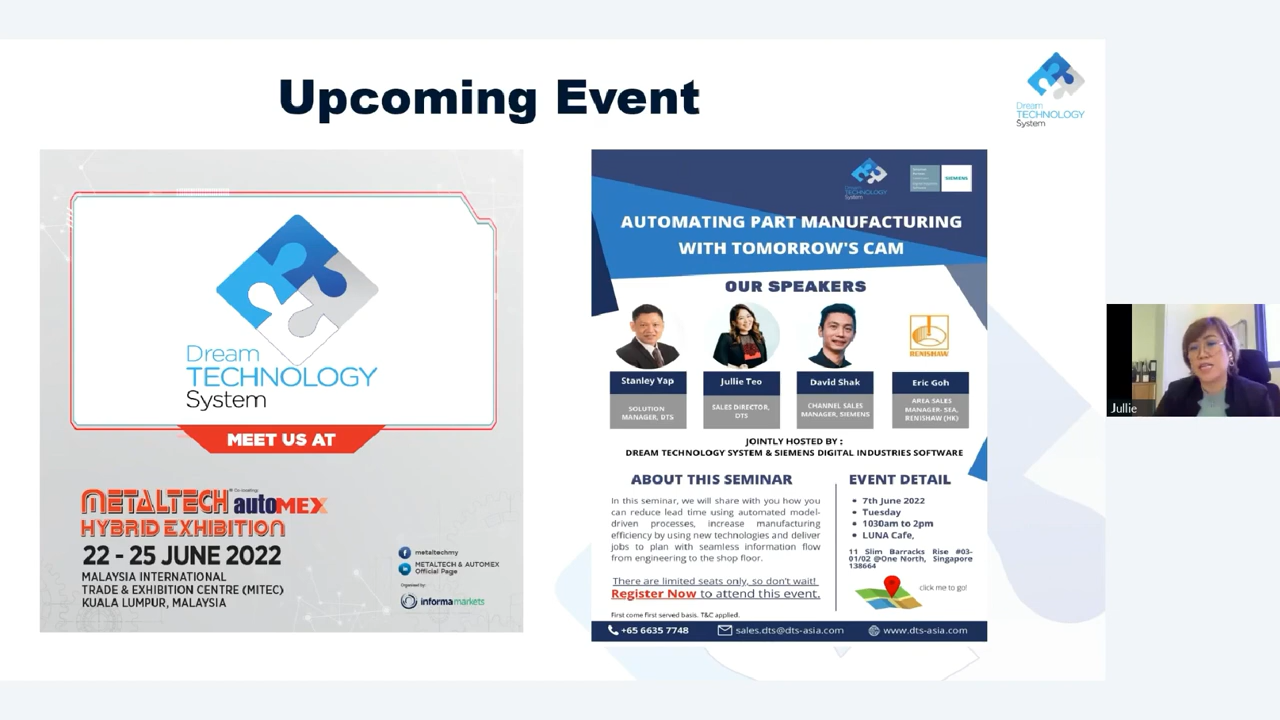 Upcoming Event
Dream
TECHNOLOGY
System
Dream
TECHNOLOGY
System
MEET US AT
METALTECH
Co-locating:
autoMEX
HYBRID EXHIBITION
22 - 25 JUNE 2022
MALAYSIA INTERNATIONAL
TRADE & EXHIBITION CENTRE (MITEC)
KUALA LUMPUR, MALAYSIA
metaltechmy
METALTECH & AUTOMEX
Official Page
Organised by:
informa markets
Dream
TECHNOLOGY
System
SIEMENS
AUTOMATING PART MANUFACTURING
WITH TOMORROW'S CAM
OUR SPEAKERS
RENISHAW
Stanley Yap
SOLUTION
MANAGER, DTS
Jullie Teo
SALES DIRECTOR,
DTS
David Shak
CHANNEL SALES
MANAGER, SIEMENS
Eric Goh
AREA SALES
MANAGER- SEA,
RENISHAW (HK)
JOINTLY HOSTED BY :
DREAM TECHNOLOGY SYSTEM & SIEMENS DIGITAL INDUSTRIES SOFTWARE
ABOUT THIS SEMINAR
In this seminar, we will share with you how you
can reduce lead time using automated model-
driven processes, increase manufacturing
efficiency by using new technologies and deliver
jobs to plan with seamless information flow
from engineering to the shop floor.
There are limited seats only, so don't wait!
Register Now to attend this event.
First come First served basis. T&C applied.
EVENT DETAIL
7th June 2022
Tuesday
1030am to 2pm
LUNA Cafe,
11 Slim Barracks Rise #03-
01/02 @One North, Singapore
138664
click me to go!
+65 6635 7748
sales.dts@dts-asia.com
www.dts-asia.com
Jullie